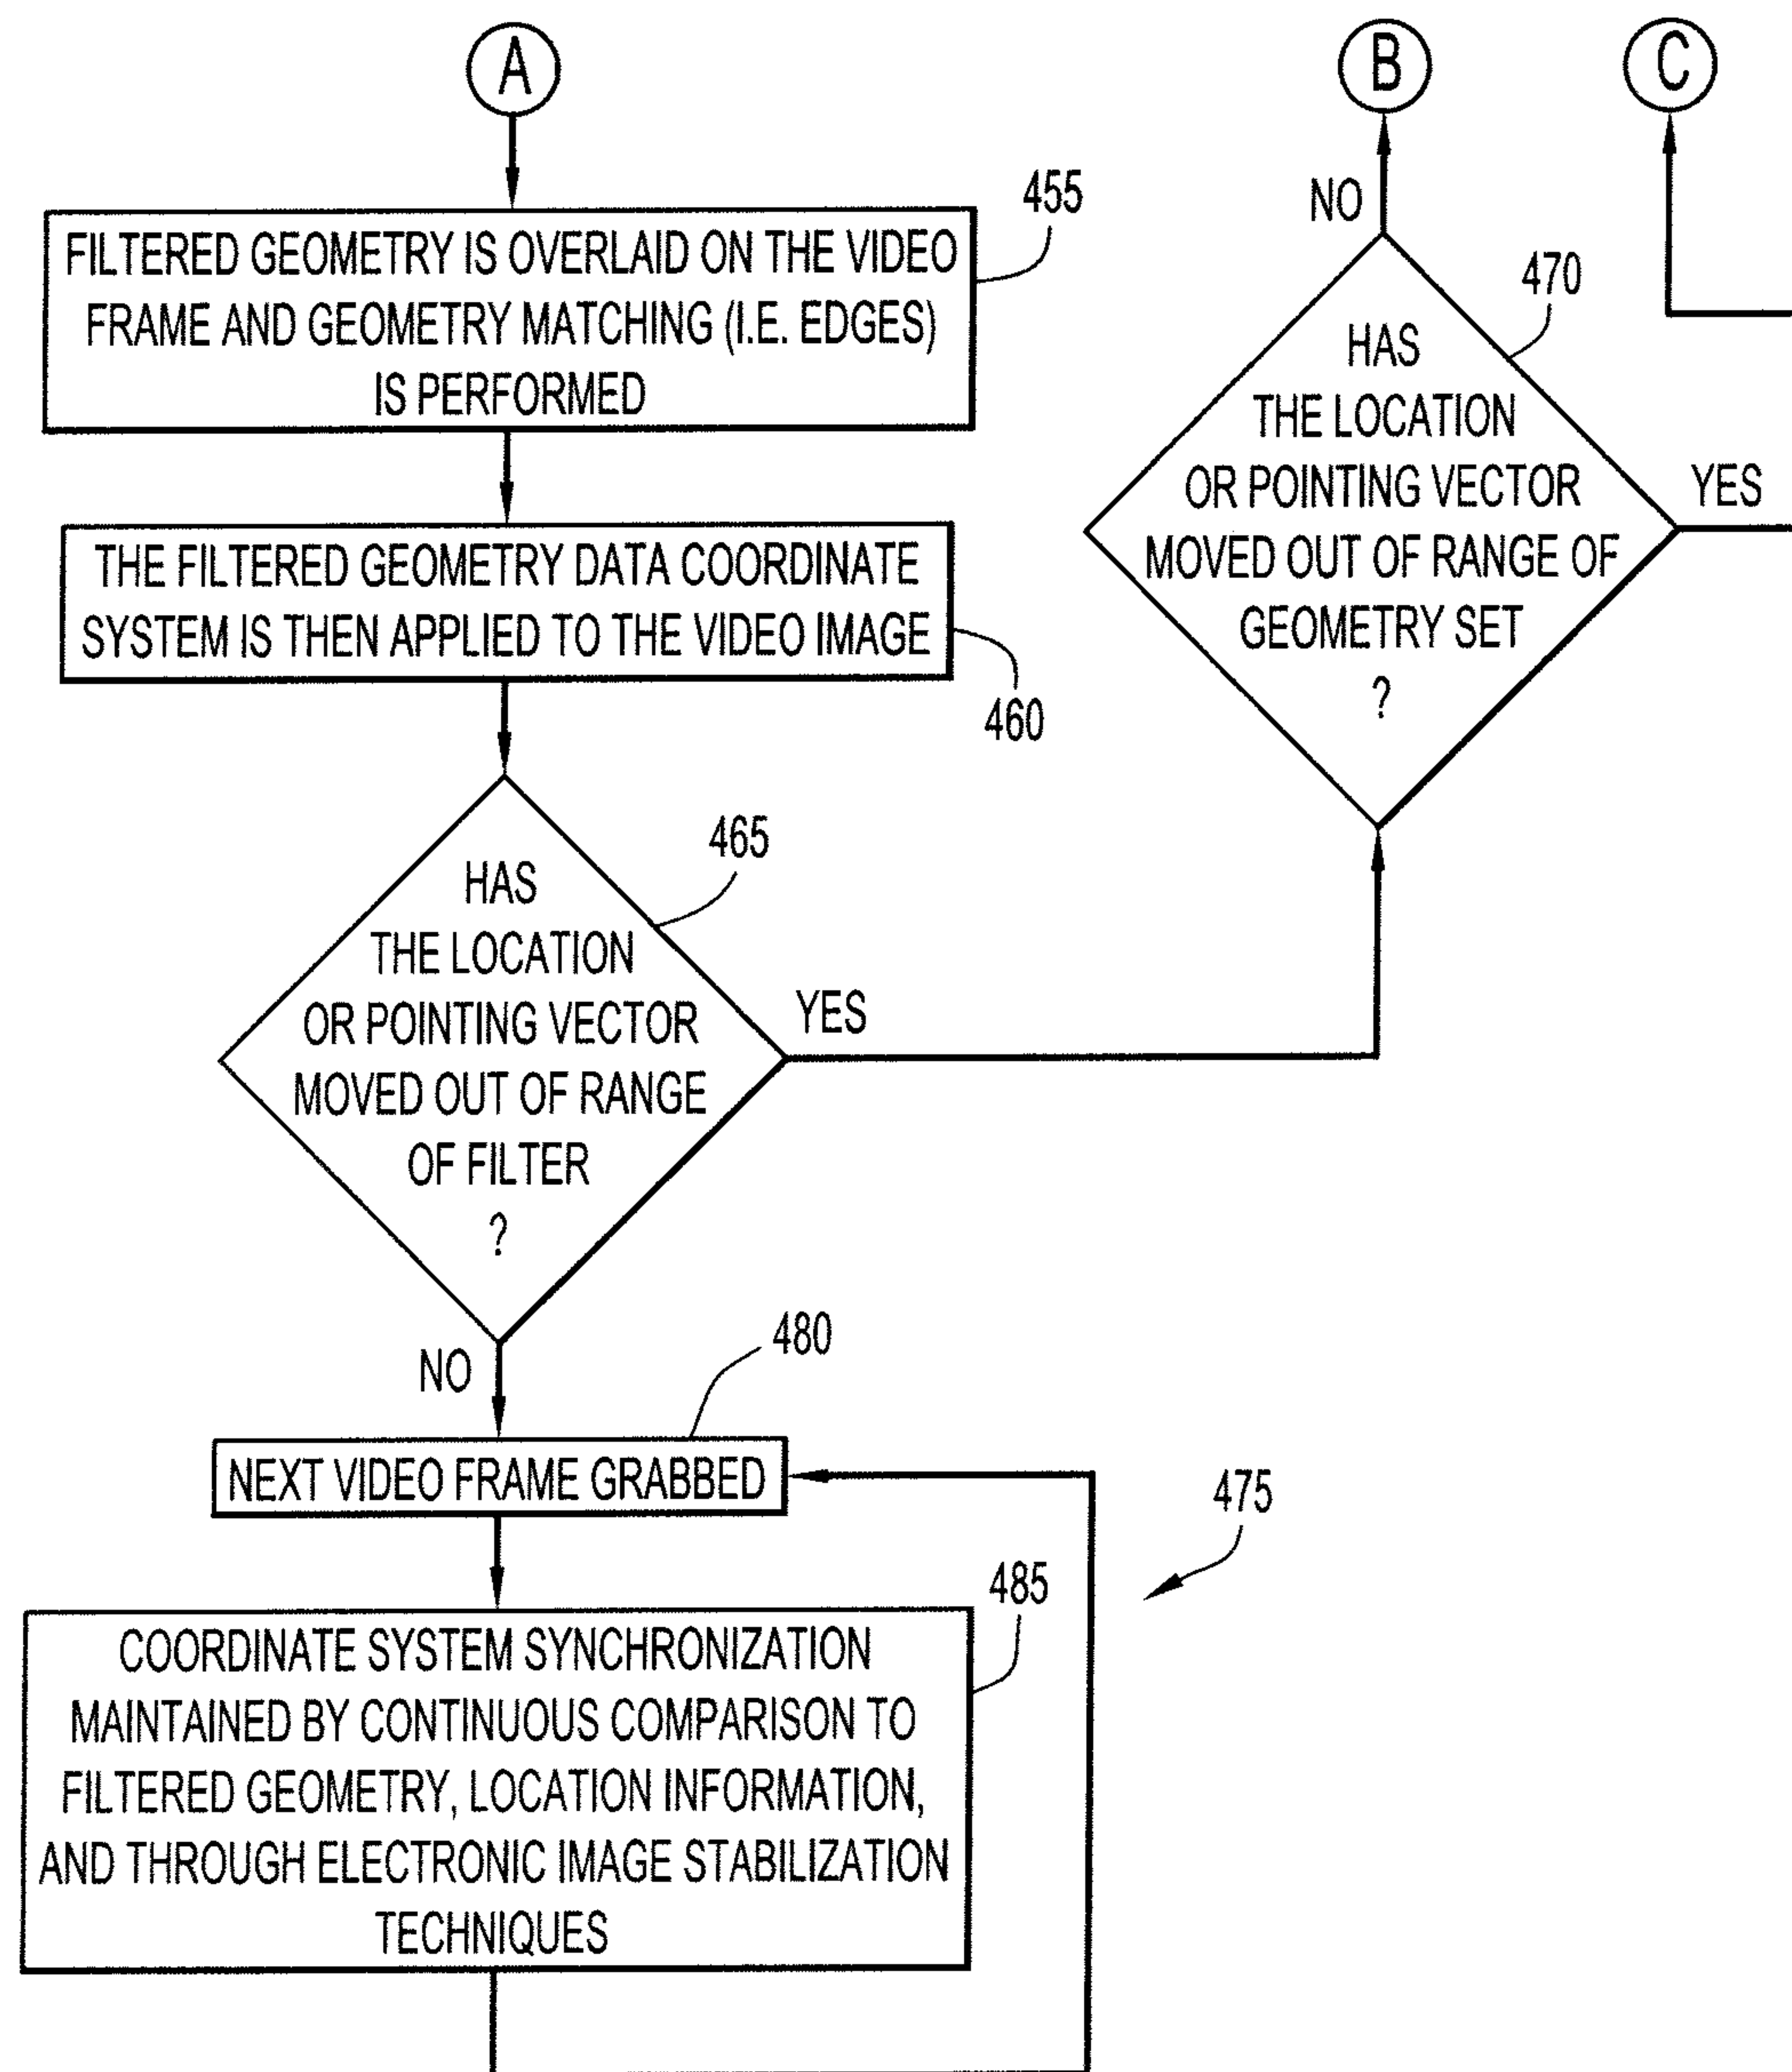 A
455
FILTERED GEOMETRY IS OVERLAID ON THE VIDEO
FRAME AND GEOMETRY MATCHING (I.E. EDGES)
IS PERFORMED
THE FILTERED GEOMETRY DATA COORDINATE
SYSTEM IS THEN APPLIED TO THE VIDEO IMAGE
460
465
HAS
THE LOCATION
OR POINTING VECTOR
MOVED OUT OF RANGE
OF FILTER
?
YES
NO
B
C
NO
470
HAS
THE LOCATION
OR POINTING VECTOR
MOVED OUT OF RANGE OF
GEOMETRY SET
?
YES
480
NEXT VIDEO FRAME GRABBED
475
485
COORDINATE SYSTEM SYNCHRONIZATION
MAINTAINED BY CONTINUOUS COMPARISON TO
FILTERED GEOMETRY, LOCATION INFORMATION,
AND THROUGH ELECTRONIC IMAGE STABILIZATION
TECHNIQUES